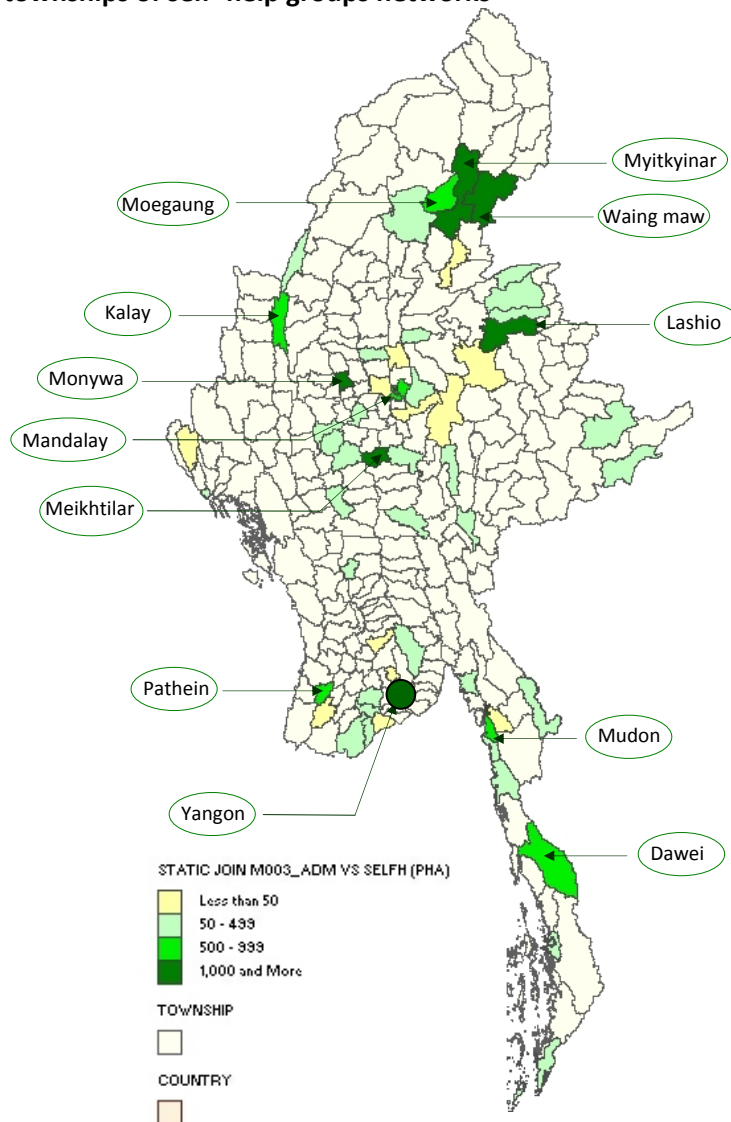 townships of self-help groups networks
Myitkyinar
Moegaung
Waing maw
Kalay
Lashio
Monywa
Mandalay
Meikhtilar
Pathein
Mudon
Yangon
Dawei
STATIC JOIN M003_ADM VS SELFH (PHA)
Less than 50
50 - 499
500 - 999
1,000 and More
TOWNSHIP
COUNTRY